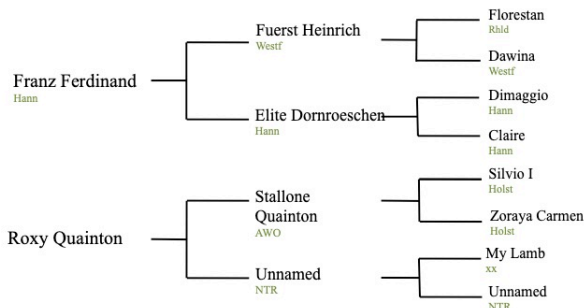 Franz Ferdinand
Hann
Fuerst Heinrich
Westf
Florestan
Rhld
Dawina
Westf
Elite Dornroeschen
Hann
Dimaggio
Hann
Claire
Hann
Roxy Quainton
Stallone
Quainton
AWO
Silvio I
Holst
Zoraya Carmen
Holst
Unnamed
NTR
My Lamb
xx
Unnamed
NTR